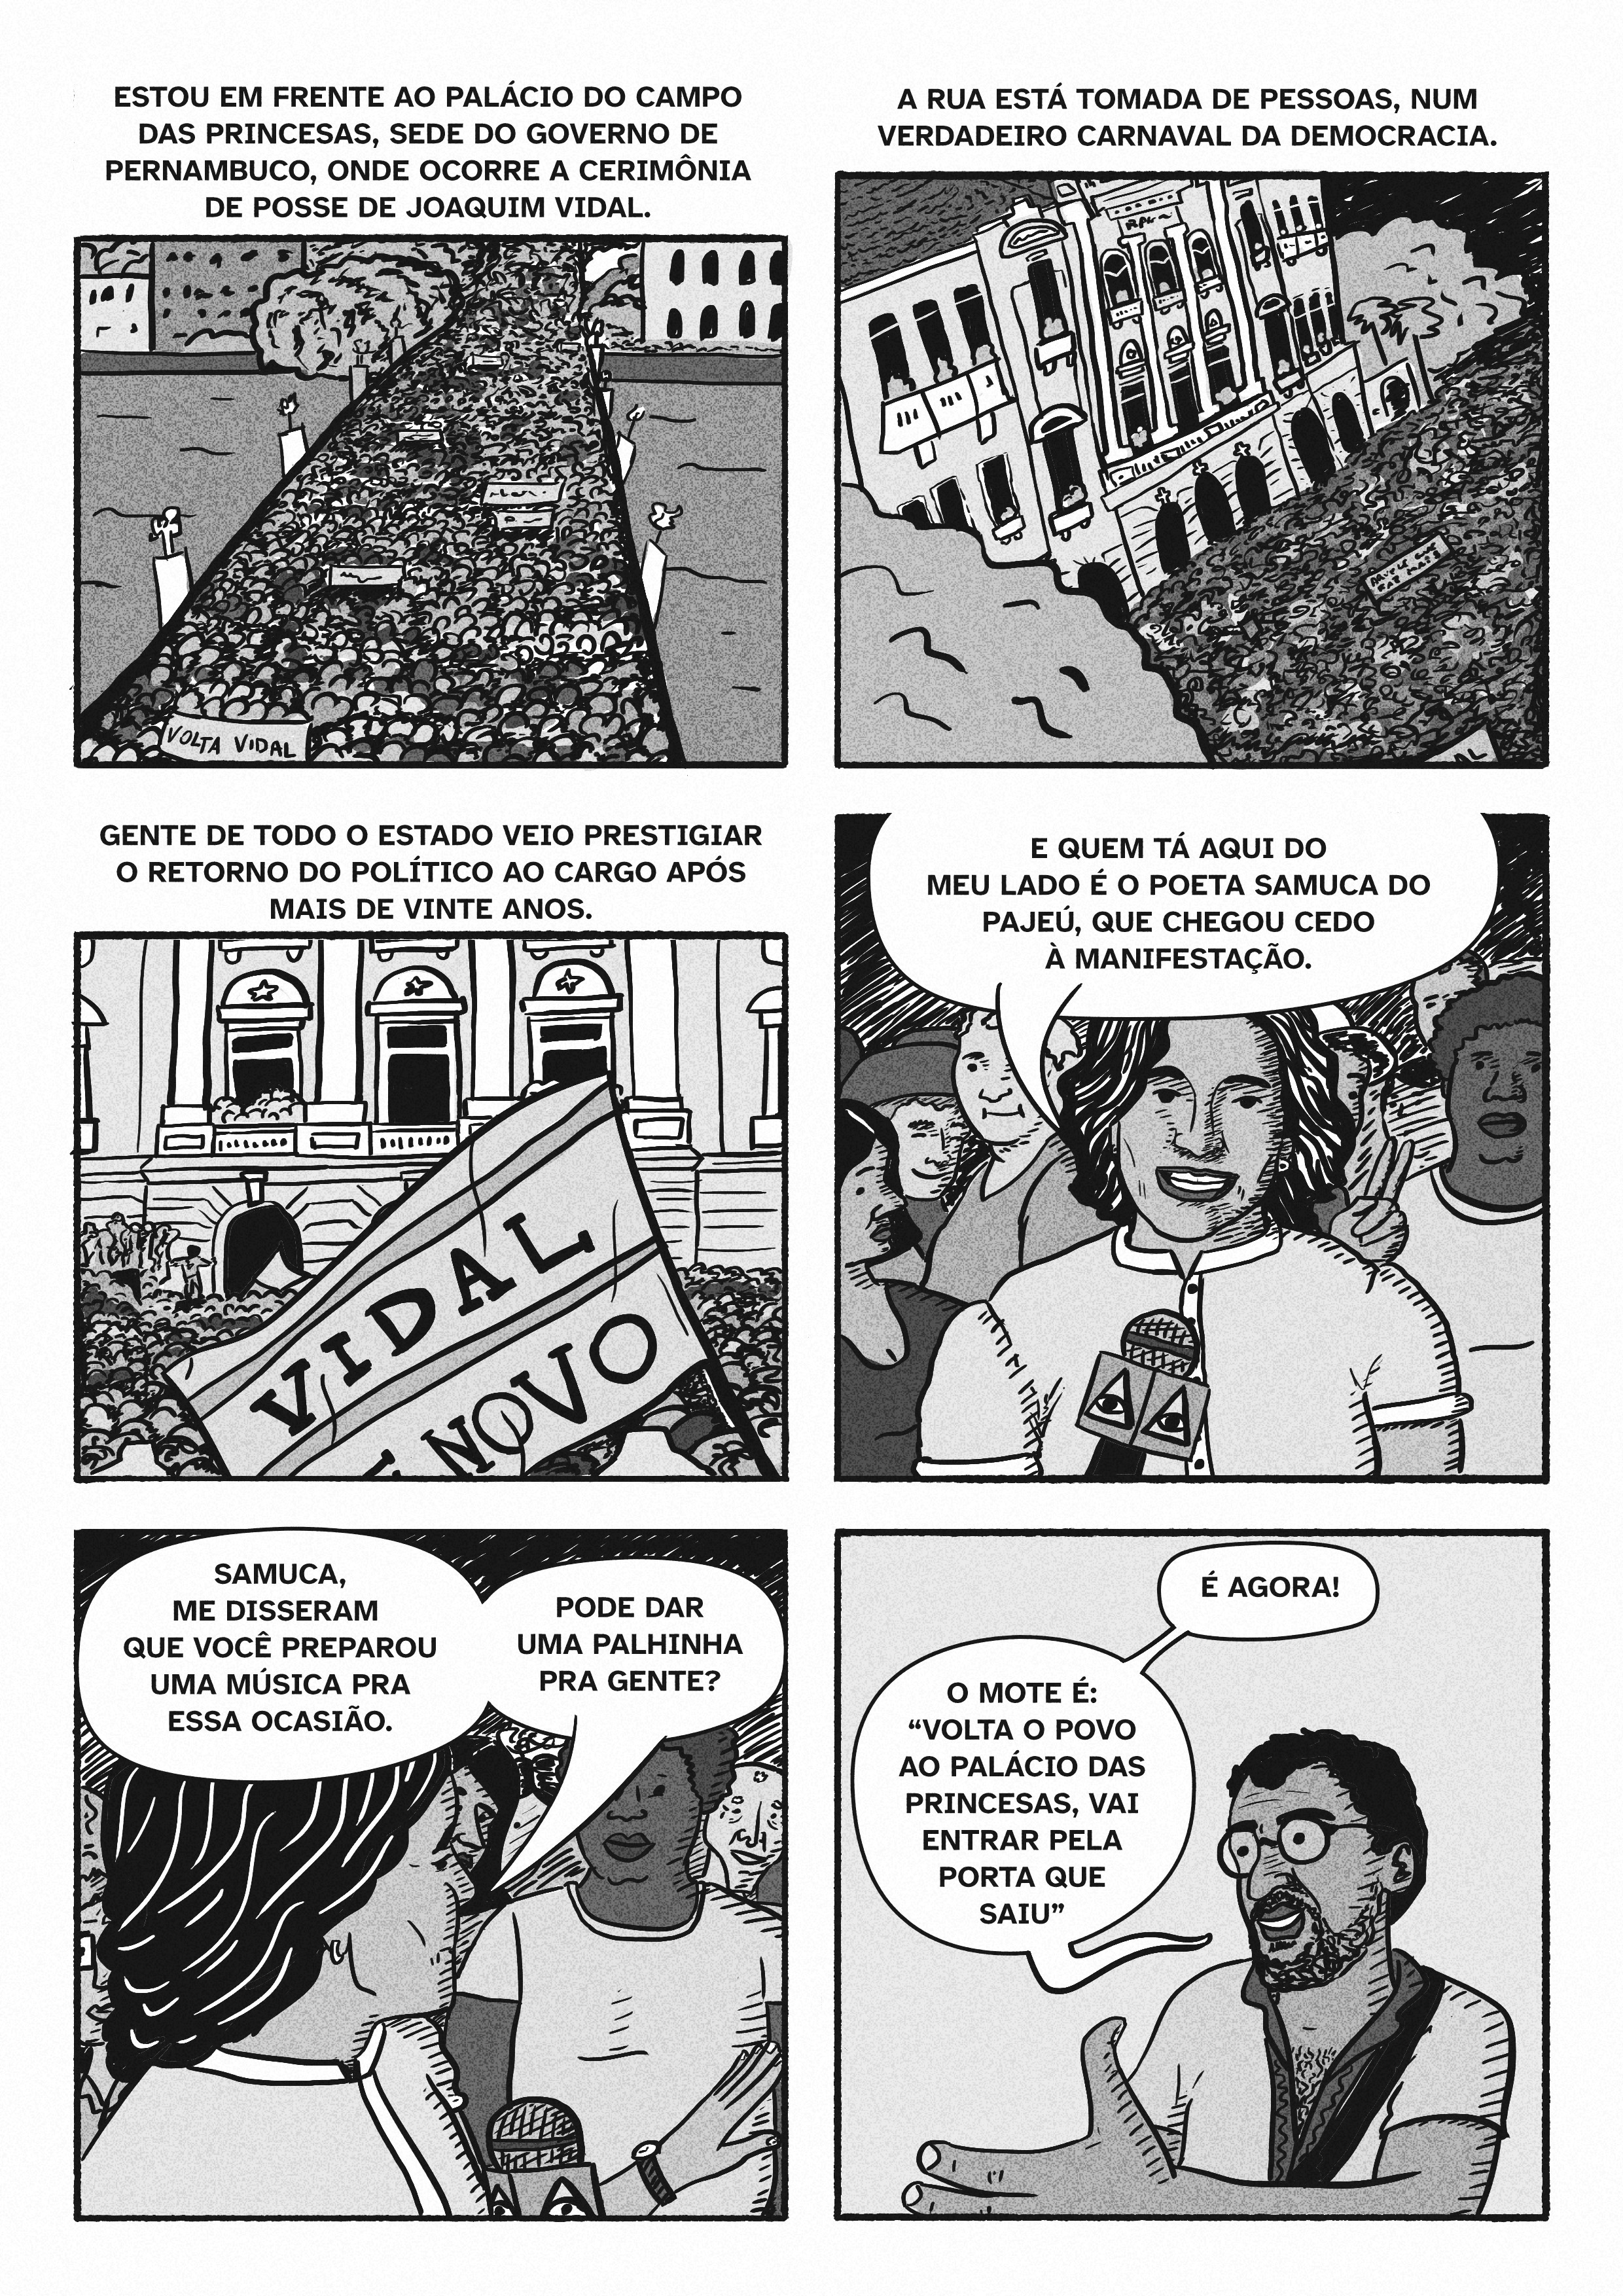 ESTOU EM FRENTE AO PALÁCIO DO CAMPO
DAS PRINCESAS, SEDE DO GOVERNO DE
PERNAMBUCO, ONDE OCORRE A CERIMÔNIA
DE POSSE DE JOAQUIM VIDAL.
VOLTA VIDAL
A RUA ESTÁ TOMADA DE PESSOAS, NUM
VERDADEIRO CARNAVAL DA DEMOCRACIA.
GENTE DE TODO O ESTADO VEIO PRESTIGIAR
O RETORNO DO POLÍTICO AO CARGO APÓS
MAIS DE VINTE ANOS.
VIDAL
NOVO
E QUEM TÁ AQUI DO
MEU LADO É O POETA SAMUCA DO
PAJEÚ, QUE CHEGOU CEDO
À MANIFESTAÇÃO.
SAMUCA,
ME DISSERAM
QUE VOCÊ PREPAROU
UMA MÚSICA PRA
ESSA OCASIÃO.
PODE DAR
UMA PALHINHA
PRA GENTE?
É AGORA!
O MOTE É:
“VOLTA O POVO
AO PALÁCIO DAS
PRINCESAS, VAI
ENTRAR PELA
PORTA QUE
SAIU”